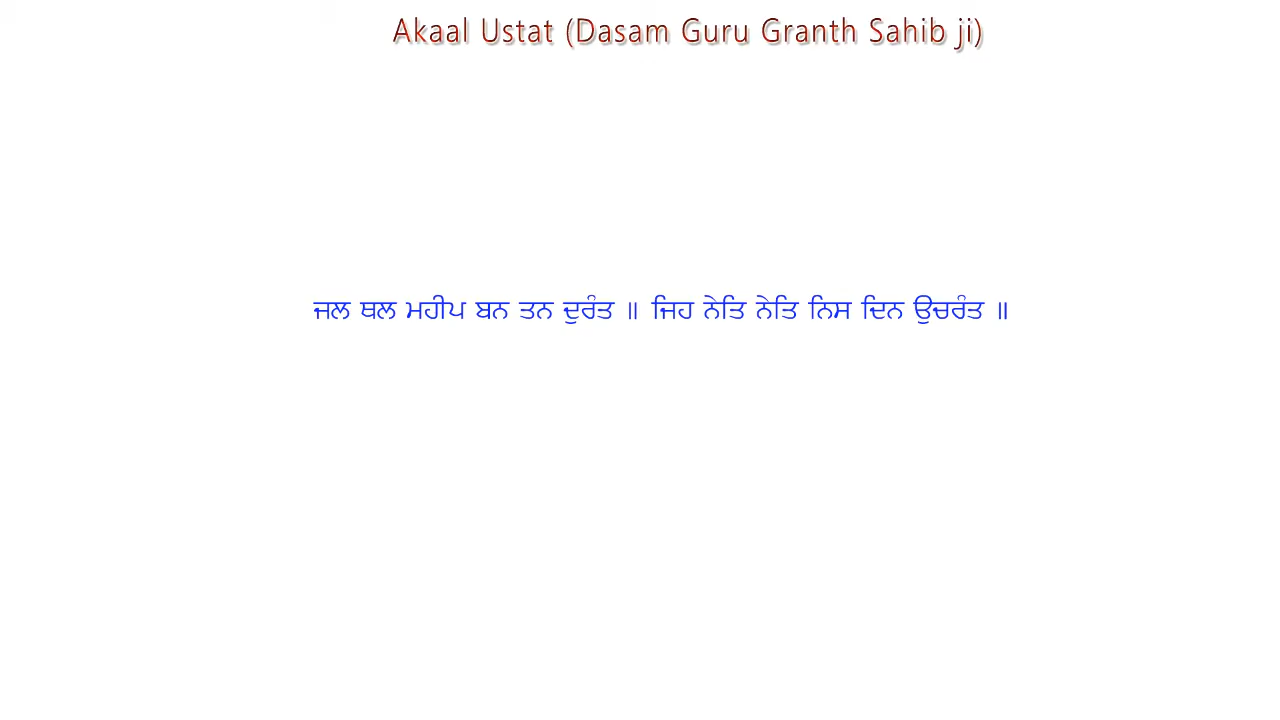 Akaal Ustat (Dasam Guru Granth Sahib ji)
ਜਲ ਥਲ ਮਹੀਪ ਬਨ ਤਨ ਦੁਰੰਤ ॥ ਜਿਹ ਨੇਤਿ ਨੇਤਿ ਨਿਸ ਦਿਨ ਉਚਰੰਤ ॥